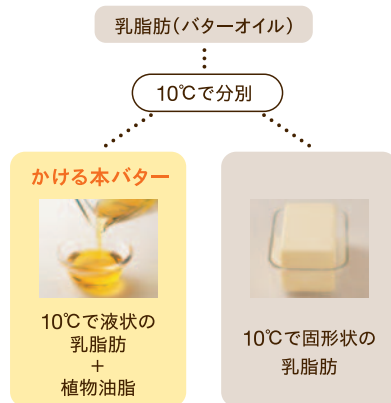 乳脂肪（バターオイル）
10℃で分別
かける本バター
10℃で液状の
乳脂肪
+
植物油脂
10℃で固形状の
乳脂肪